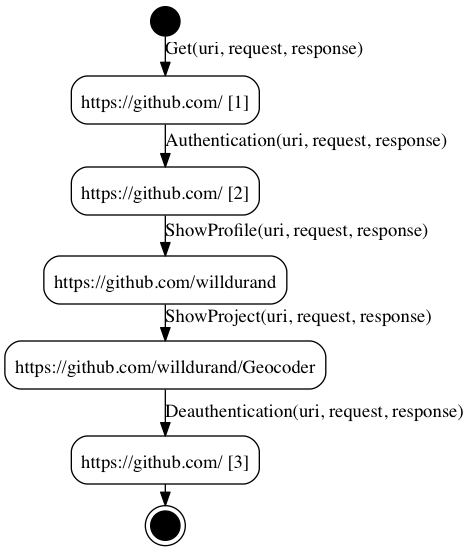 Get(uri, request, response)
https://github.com/ [1]
Authentication(uri, request, response)
https://github.com/ [2]
ShowProfile(uri, request, response)
https://github.com/willdurand
ShowProject(uri, request, response)
https://github.com/willdurand/Geocoder
Deauthentication(uri, request, response)
https://github.com/ [3]